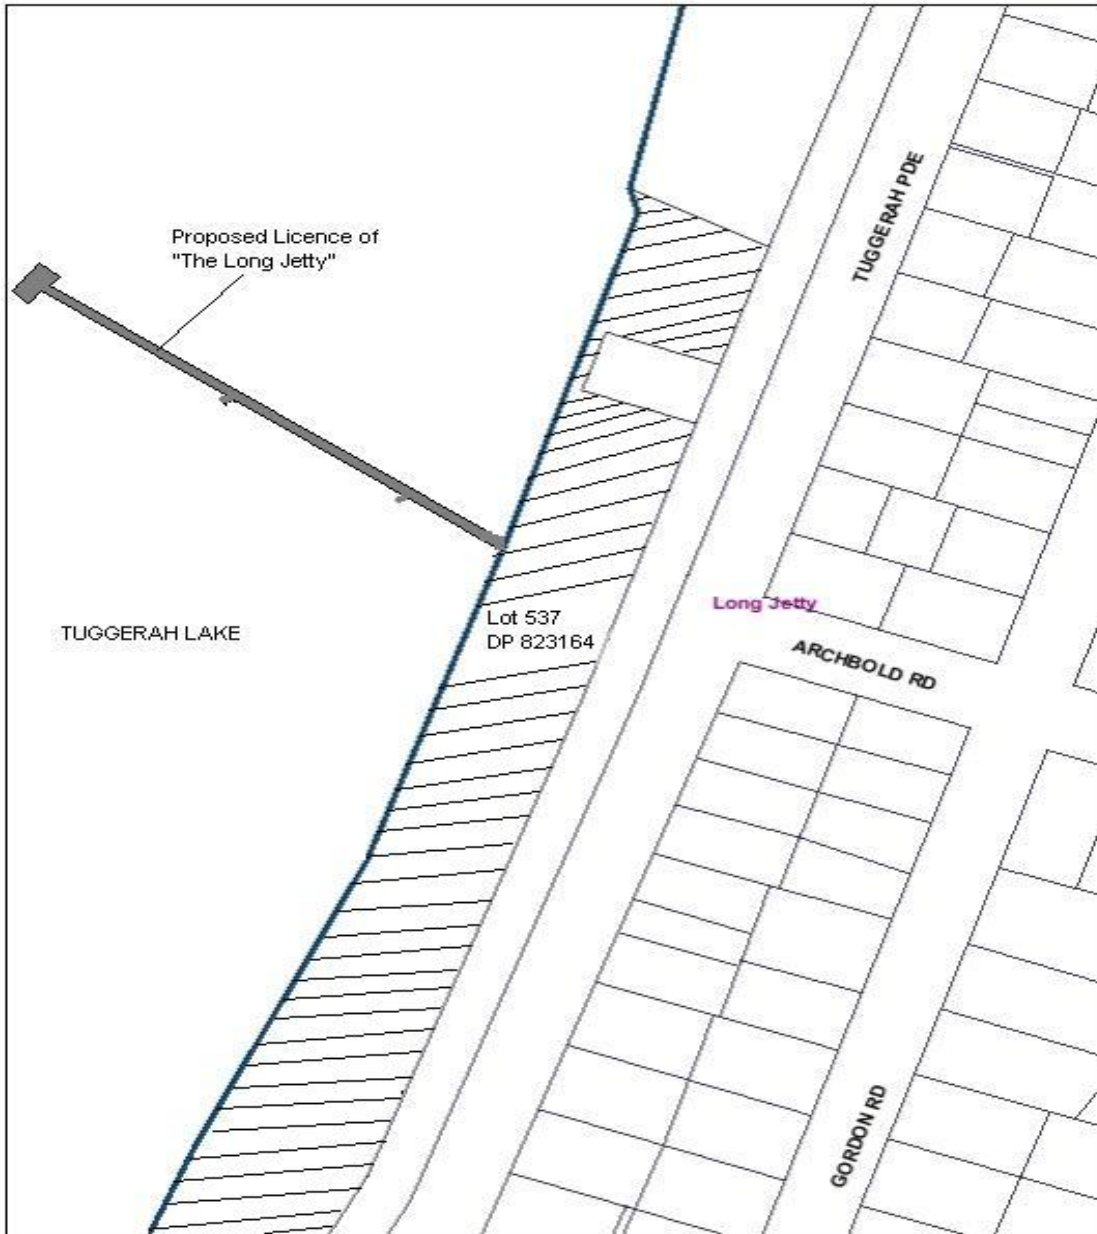 TUGGERAH PDE
Proposed Licence of
"The Long Jetty"
Long Jetty
Lot 537
DP 823164
TUGGERAH LAKE
ARCHBOLD RD
GORDON RD